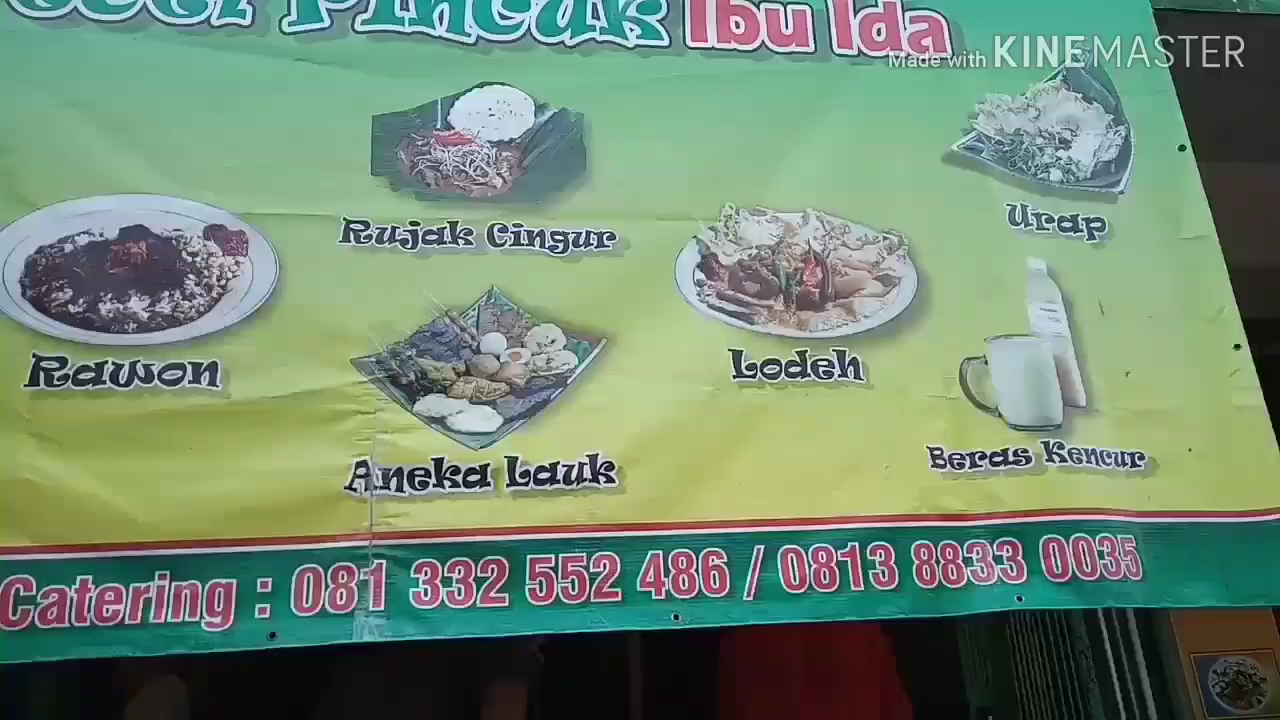 Pincuk Ibu Ida
Made with KINEMASTER
Rujak Cingur
Urap
Rawon
Lodeh
Aneka Lauk
Beras Kencur
Catering : 081 332 552 486 / 0813 8833 0035